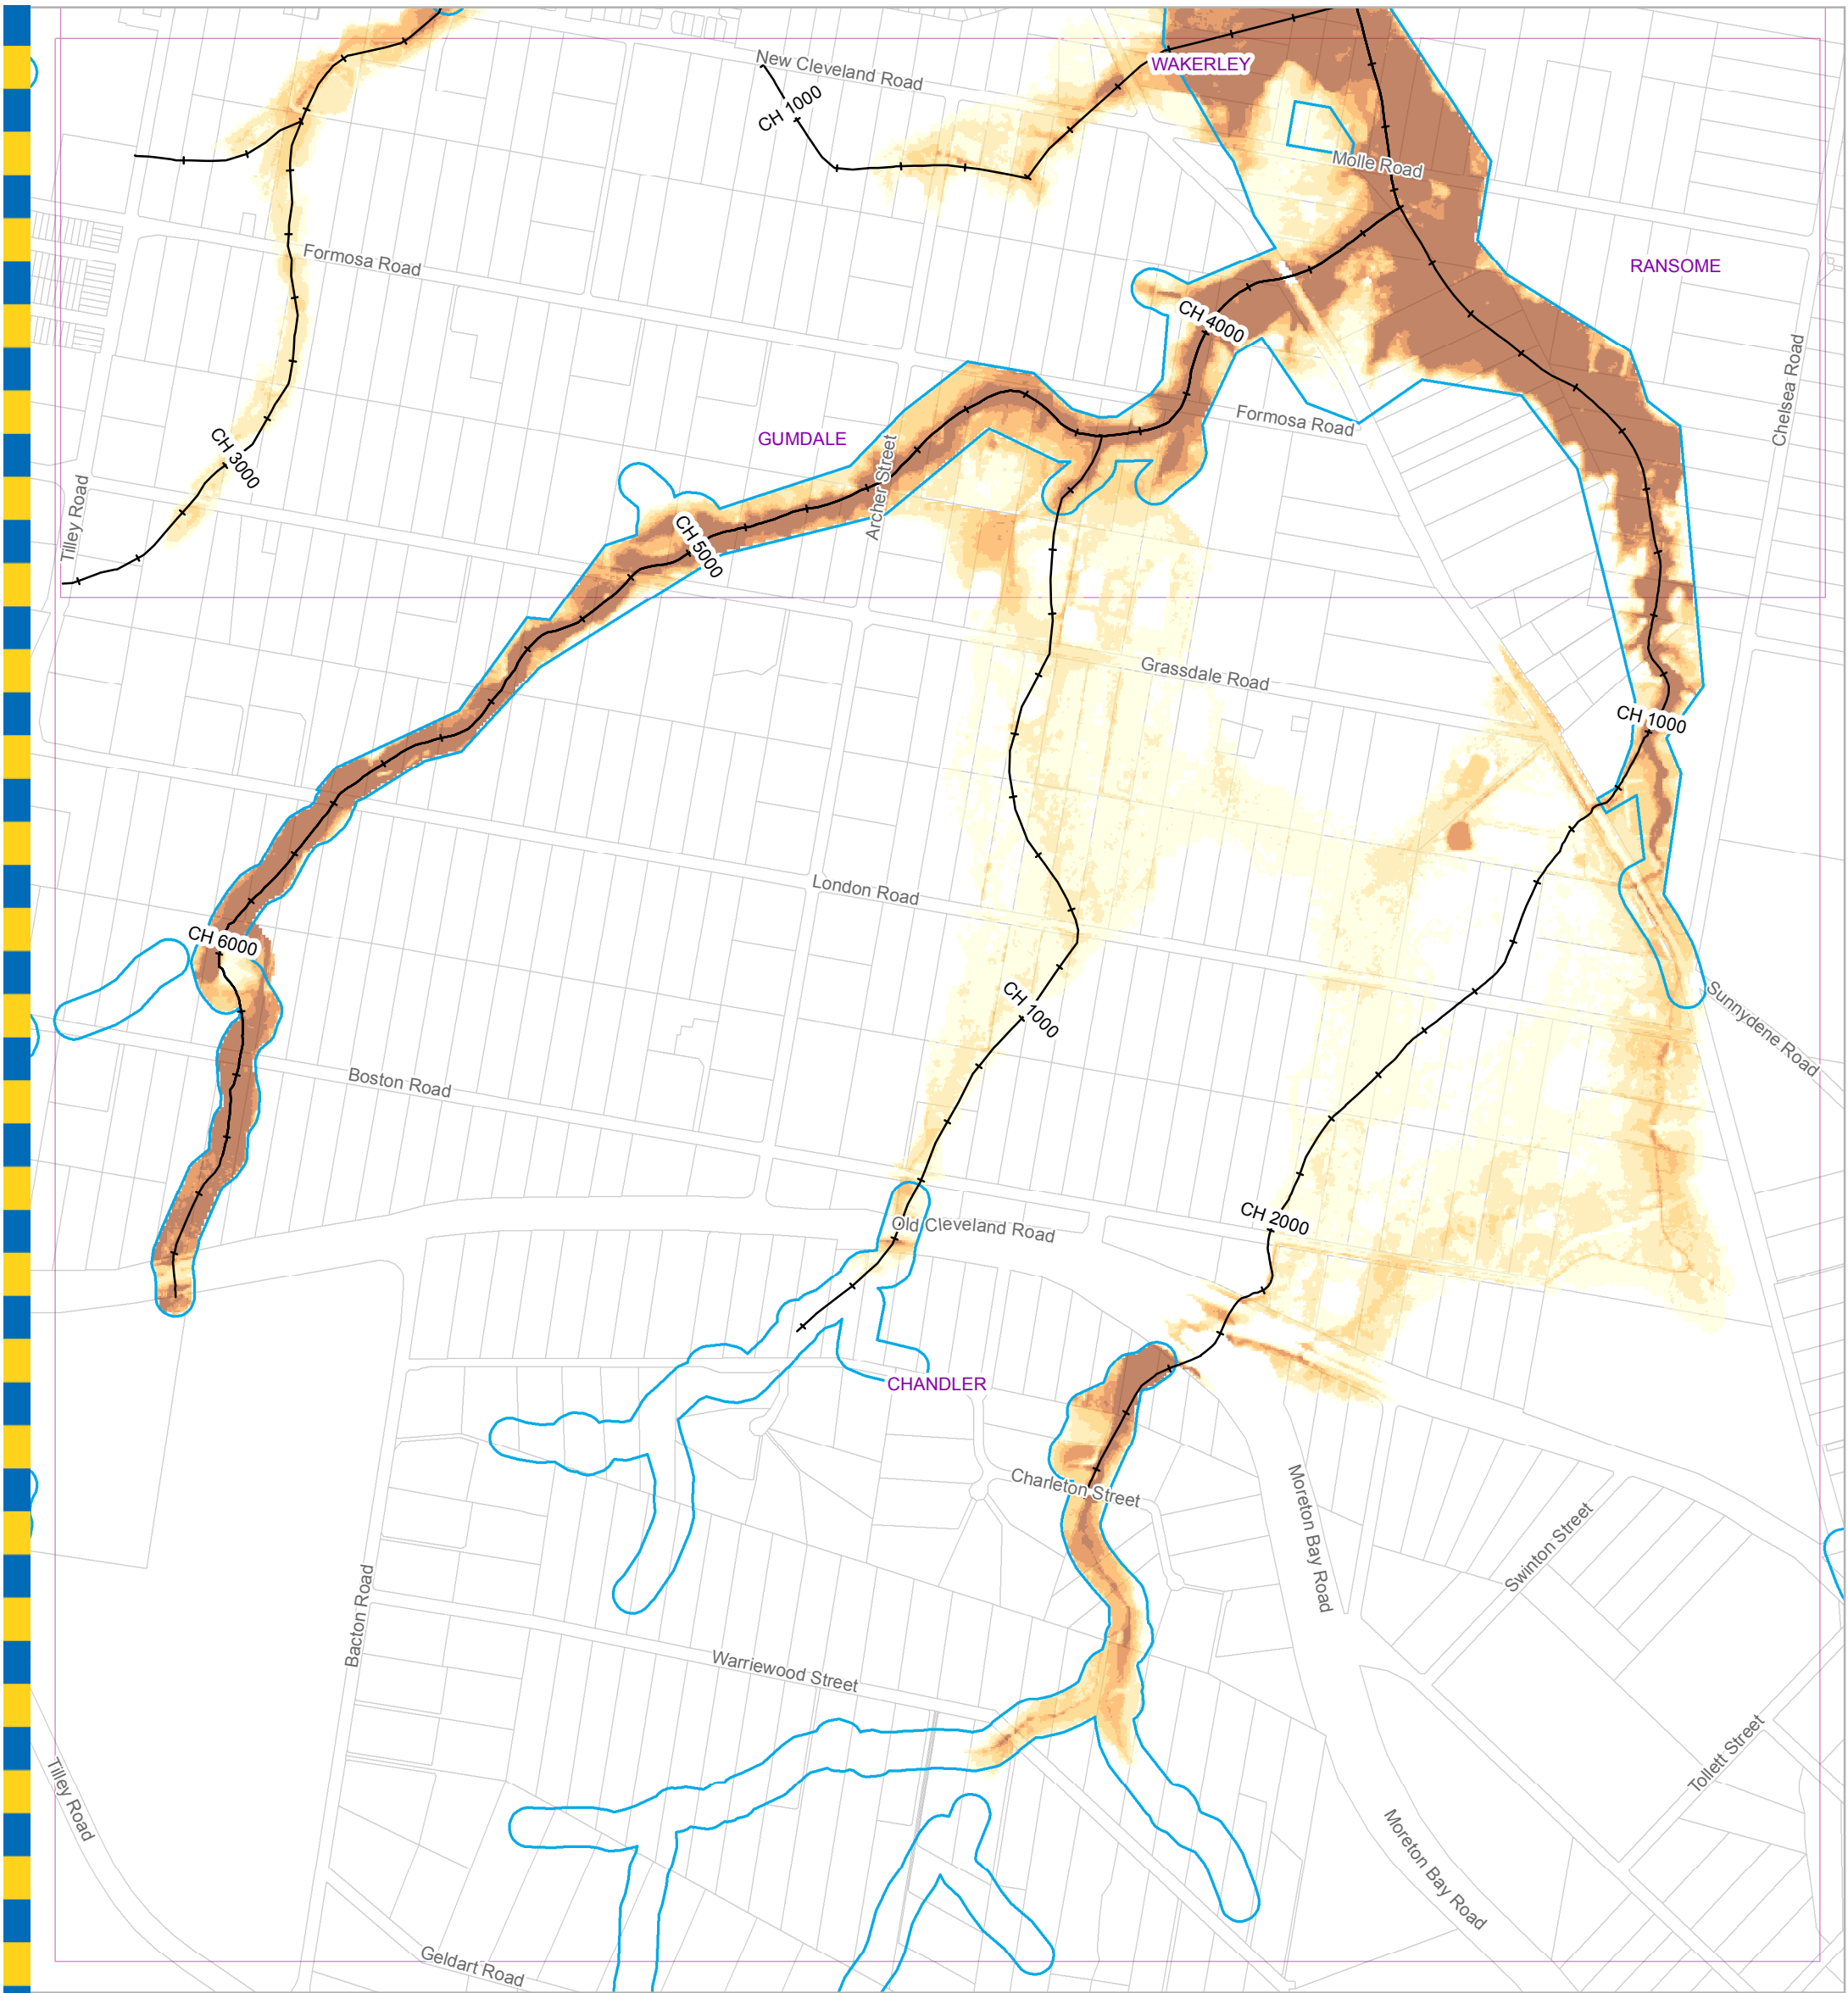 New Cleveland Road
WAKERLEY
CH 1000
Molle Road
Formosa Road
RANSOME
CH 4000
Chelsea Road
Formosa Road
GUMDALE
CH 3000
Archer Street
Tilley Road
CH 5000
Grassdale Road
CH 1000
London Road
CH 6000
CH 1000
Sunnydene Road
Boston Road
CH 2000
Old Cleveland Road
CHANDLER
Charleton Street
Moreton Bay Road
Swinton Street
Bacton Road
Warriewood Street
Tollett Street
Tilley Road
Moreton Bay Road
Geldart Road